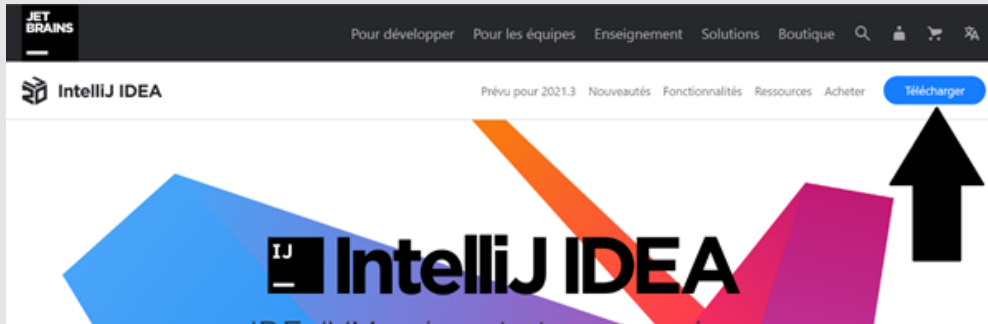 JET
BRAINS
Pour développer Pour les équipes Enseignement Solutions Boutique
IntelliJ IDEA
Prévu pour 2021.3 Nouveautés Fonctionnalités Ressources Acheter Télécharger
IJ IntelliJ IDEA